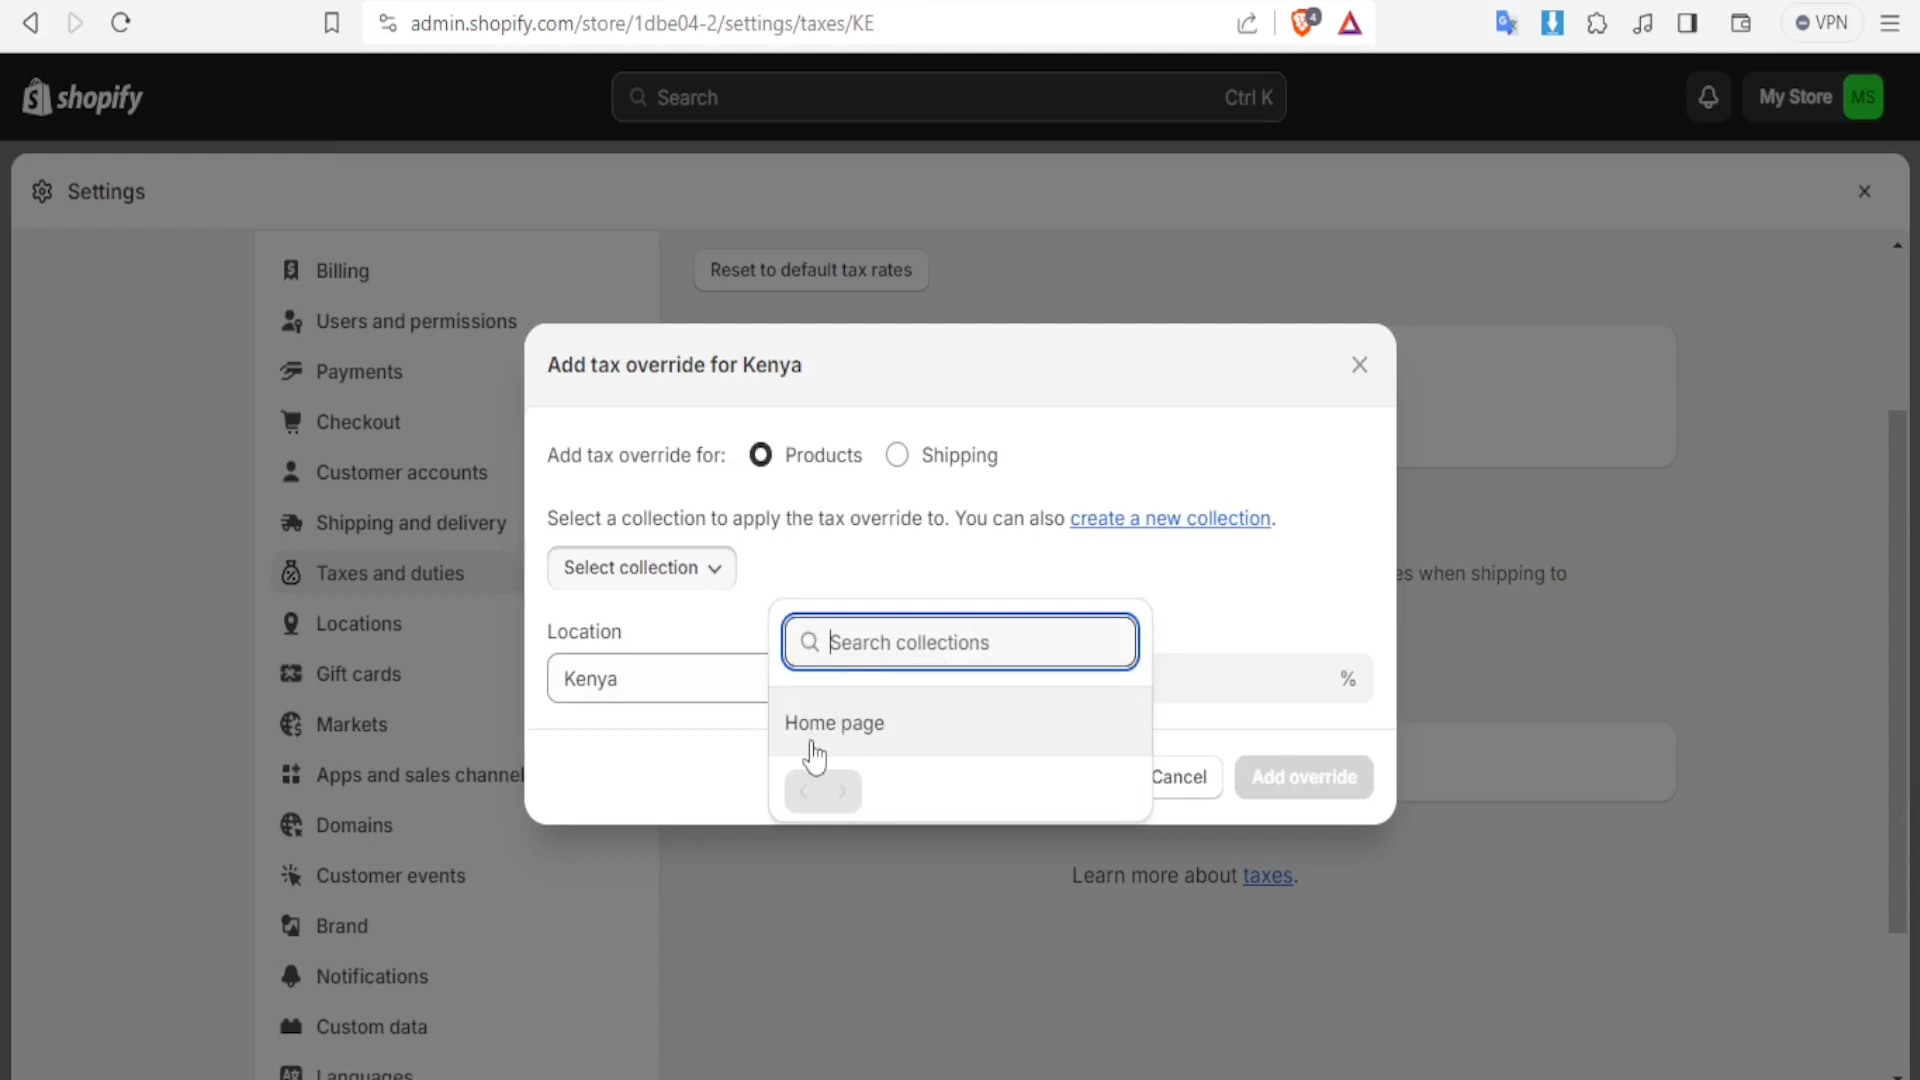 admin.shopify.com/store/1dbe04-2/settings/taxes/KE
4
VPN
shopify
Search
Ctrl K
My Store
MS
Settings
Billing
Users and permissions
Payments
Checkout
Customer accounts
Shipping and delivery
Taxes and duties
Locations
Gift cards
Markets
Apps and sales channel
Domains
Customer events
Brand
Notifications
Custom data
Languages
Reset to default tax rates
Add tax override for Kenya
Add tax override for:
Products
Shipping
Select a collection to apply the tax override to. You can also create a new collection.
Select collection
Location
Kenya
Search collections
%
Home page
Cancel
Add override
es when shipping to
Learn more about taxes.